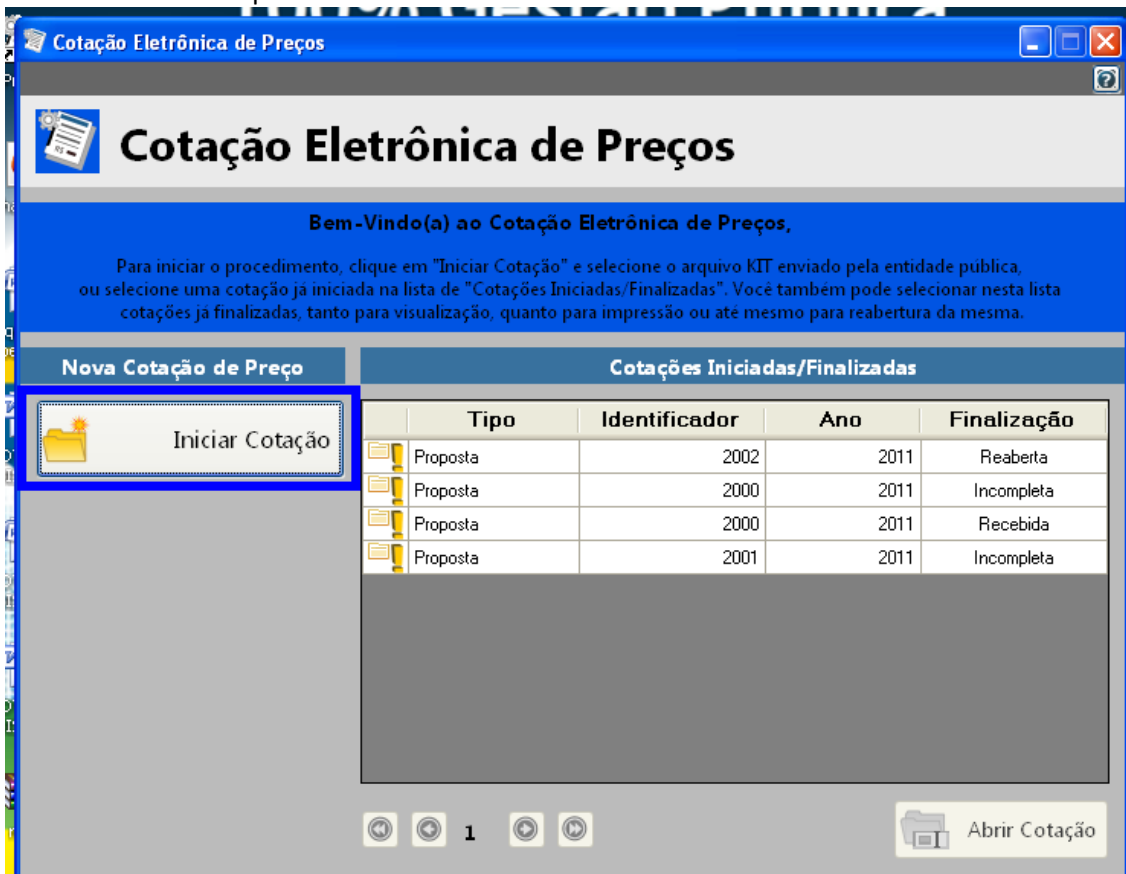 100% Gestão Pública
Cotação Eletrônica de Preços
Cotação Eletrônica de Preços
Bem-Vindo(a) ao Cotação Eletrônica de Preços,
Para iniciar o procedimento, clique em "Iniciar Cotação" e selecione o arquivo KIT enviado pela entidade pública,
ou selecione uma cotação já iniciada na lista de "Cotações Iniciadas/Finalizadas". Você também pode selecionar nesta lista
cotações já finalizadas, tanto para visualização, quanto para impressão ou até mesmo para reabertura da mesma.
Nova Cotação de Preço
Cotações Iniciadas/Finalizadas
Iniciar Cotação
Tipo Identificador Ano Finalização
Proposta 2002 2011 Reaberta
Proposta 2000 2011 Incompleta
Proposta 2000 2011 Recebida
Proposta 2001 2011 Incompleta
1
Abrir Cotação